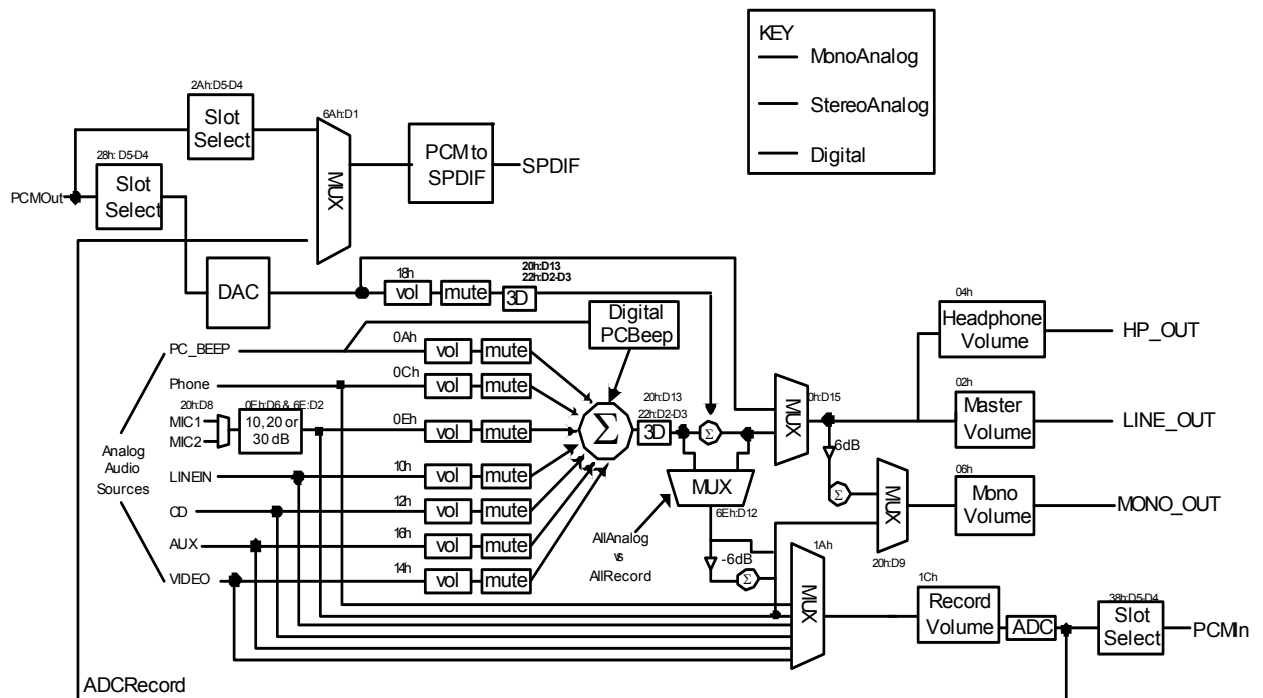 KEY
MonoAnalog
StereoAnalog
Digital
2Ah:D5-D4
Slot
Select
6Ah:D1
MUX
PCM to
SPDIF
SPDIF
28h: D5-D4
Slot
Select
PCMOut
DAC
18h
vol
mute
20h:D13
22h:D2-D3
3D
Digital
PCBeep
04h
Headphone
Volume
HP_OUT
PC_BEEP
0Ah
vol
mute
Phone
0Ch
vol
mute
20h:D8
MIC1
MIC2
0Eh:D6 & 6E:D2
10, 20 or
30 dB
0Eh
vol
mute
Σ
20h:D13
22h:D2-D3
3D
Σ
MUX
0h:D15
02h
Master
Volume
LINE_OUT
Analog
Audio
Sources
LINEIN
10h
vol
mute
MUX
6Eh:D12
6dB
Σ
MUX
20h:D9
06h
Mono
Volume
MONO_OUT
CD
12h
vol
mute
AUX
16h
vol
mute
AllAnalog
vs
AllRecord
-6dB
Σ
VIDEO
14h
vol
mute
1Ah
MUX
1Ch
Record
Volume
ADC
38h:D5-D4
Slot
Select
PCMIn
ADCRecord